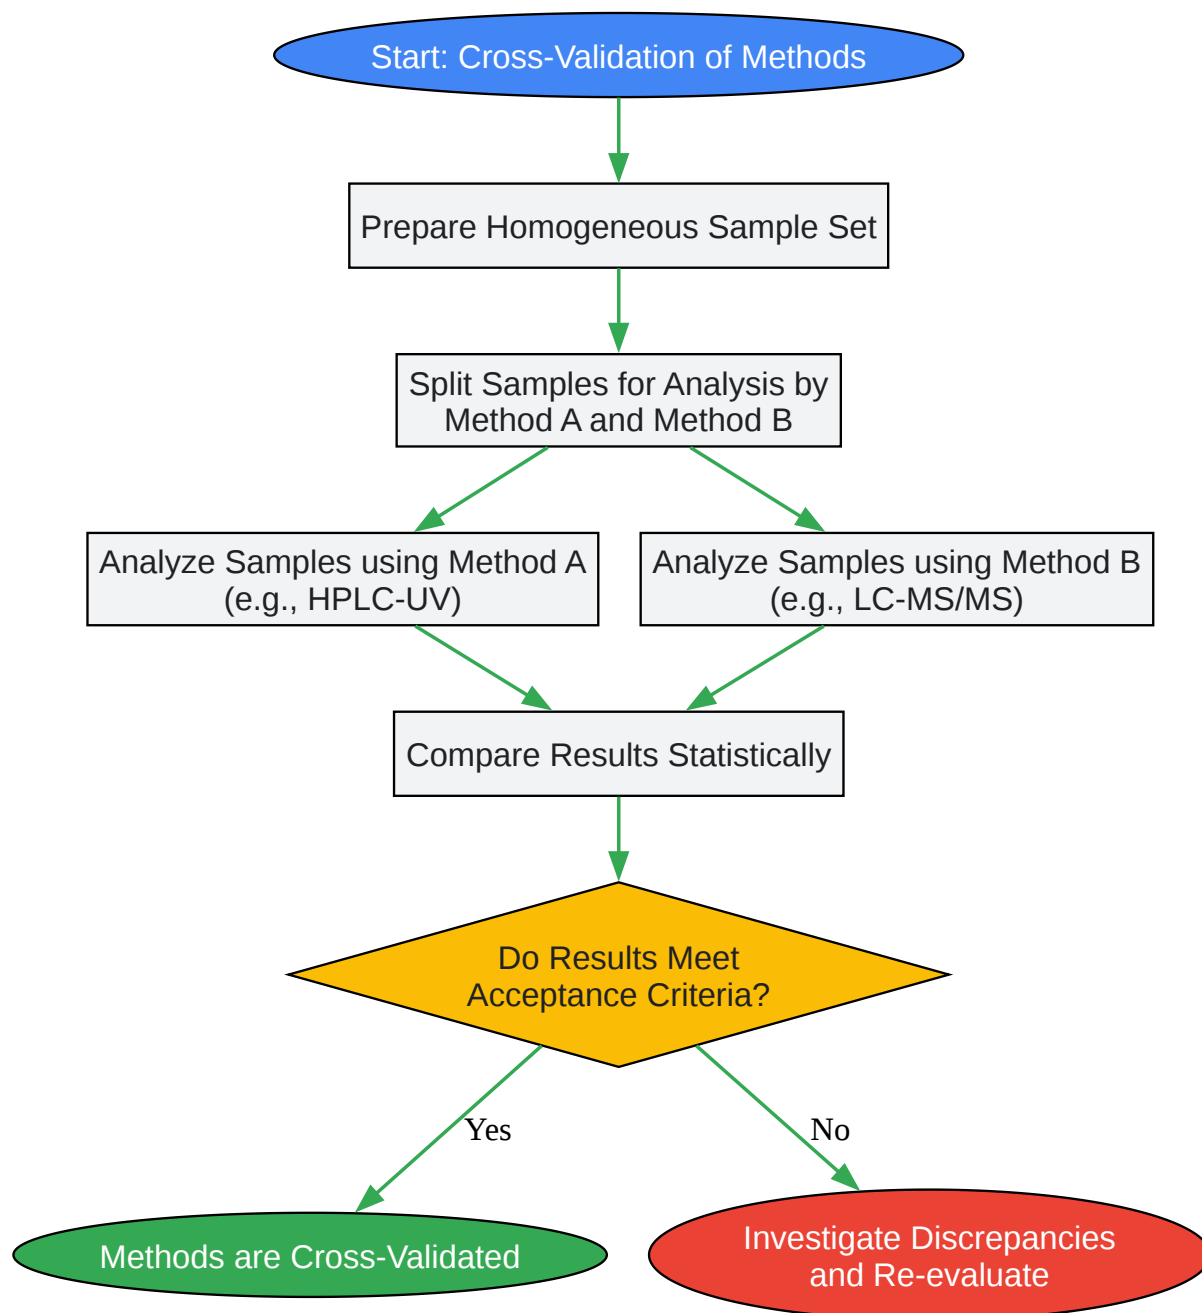 Start: Cross-Validation of Methods
Prepare Homogeneous Sample Set
Split Samples for Analysis by
Method A and Method B
Analyze Samples using Method A
(e.g., HPLC-UV)
Analyze Samples using Method B
(e.g., LC-MS/MS)
Compare Results Statistically
Do Results Meet
Acceptance Criteria?
Yes
No
Methods are Cross-Validated
Investigate Discrepancies
and Re-evaluate